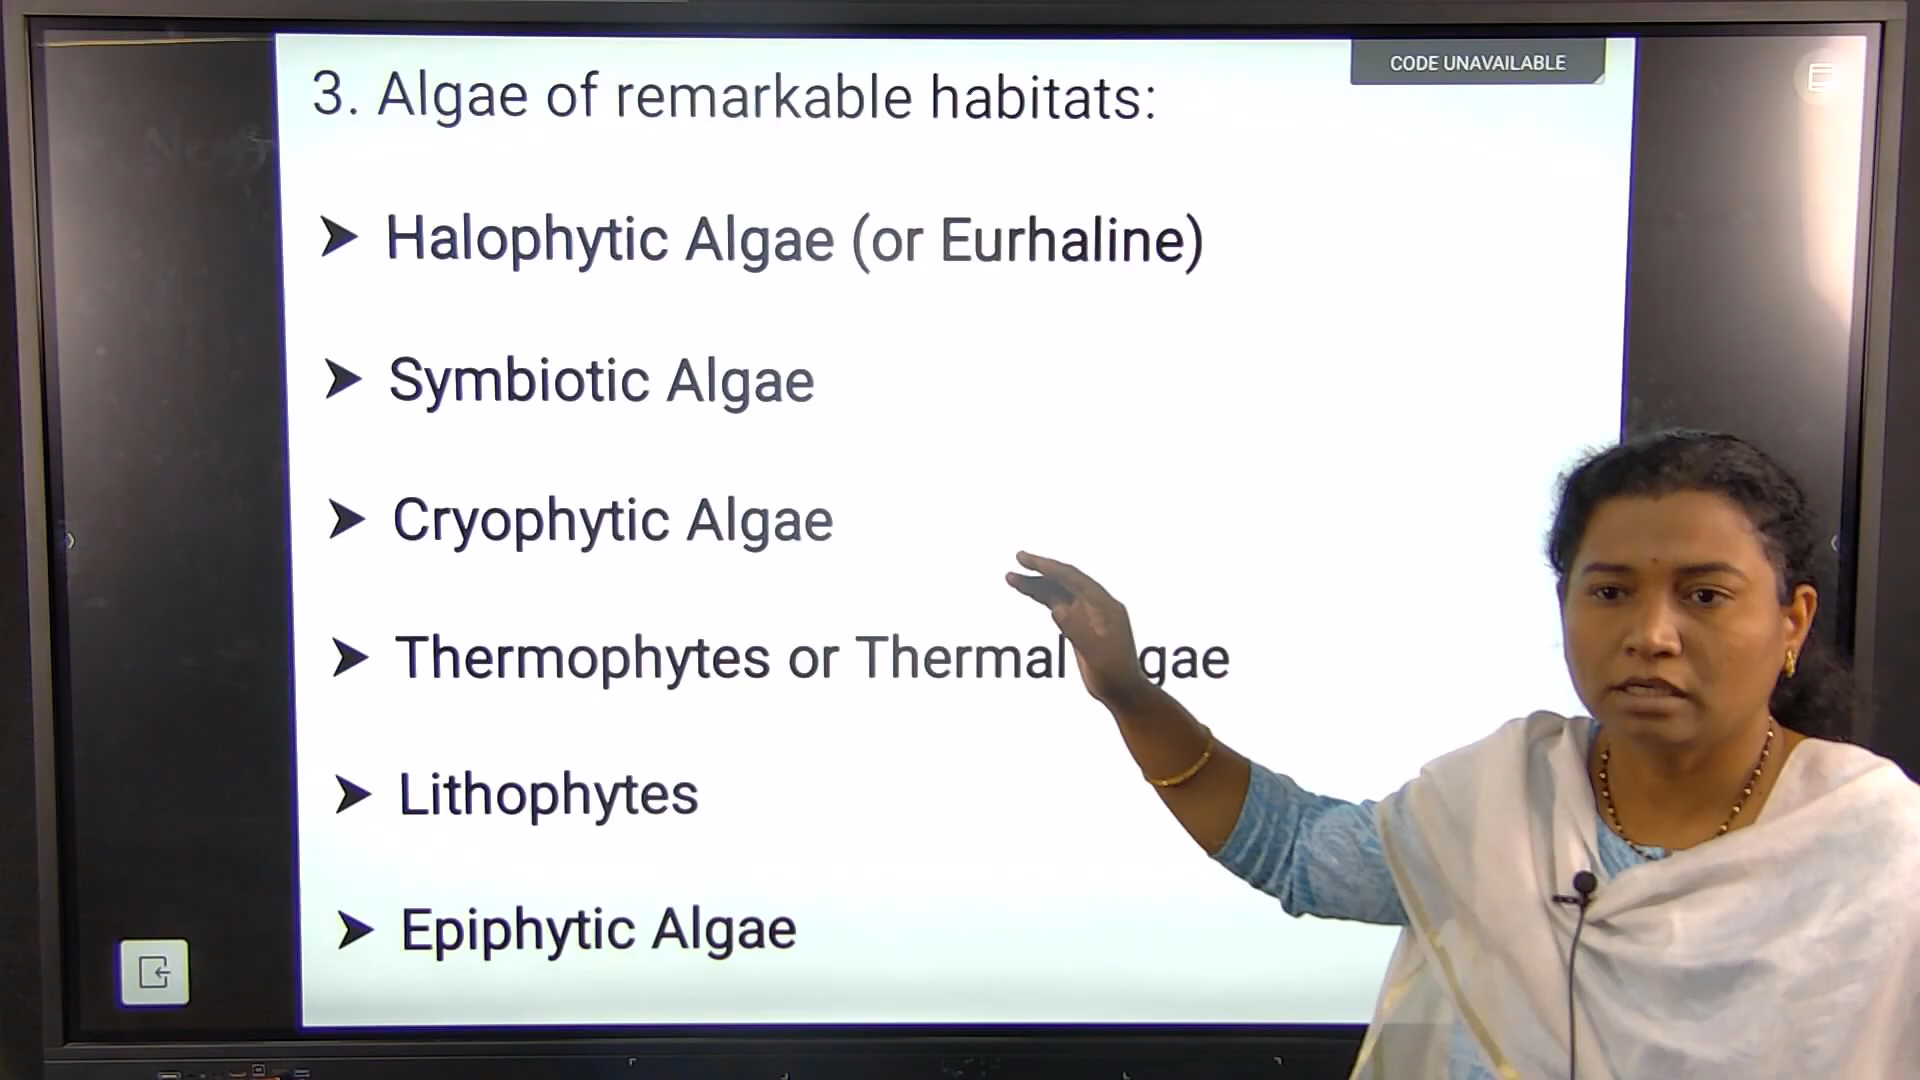 CODE UNAVAILABLE
3. Algae of remarkable habitats:
➤ Halophytic Algae (or Eurhaline)
➤ Symbiotic Algae
➤ Cryophytic Algae
➤ Thermophytes or Thermal gae
➤ Lithophytes
➤ Epiphytic Algae